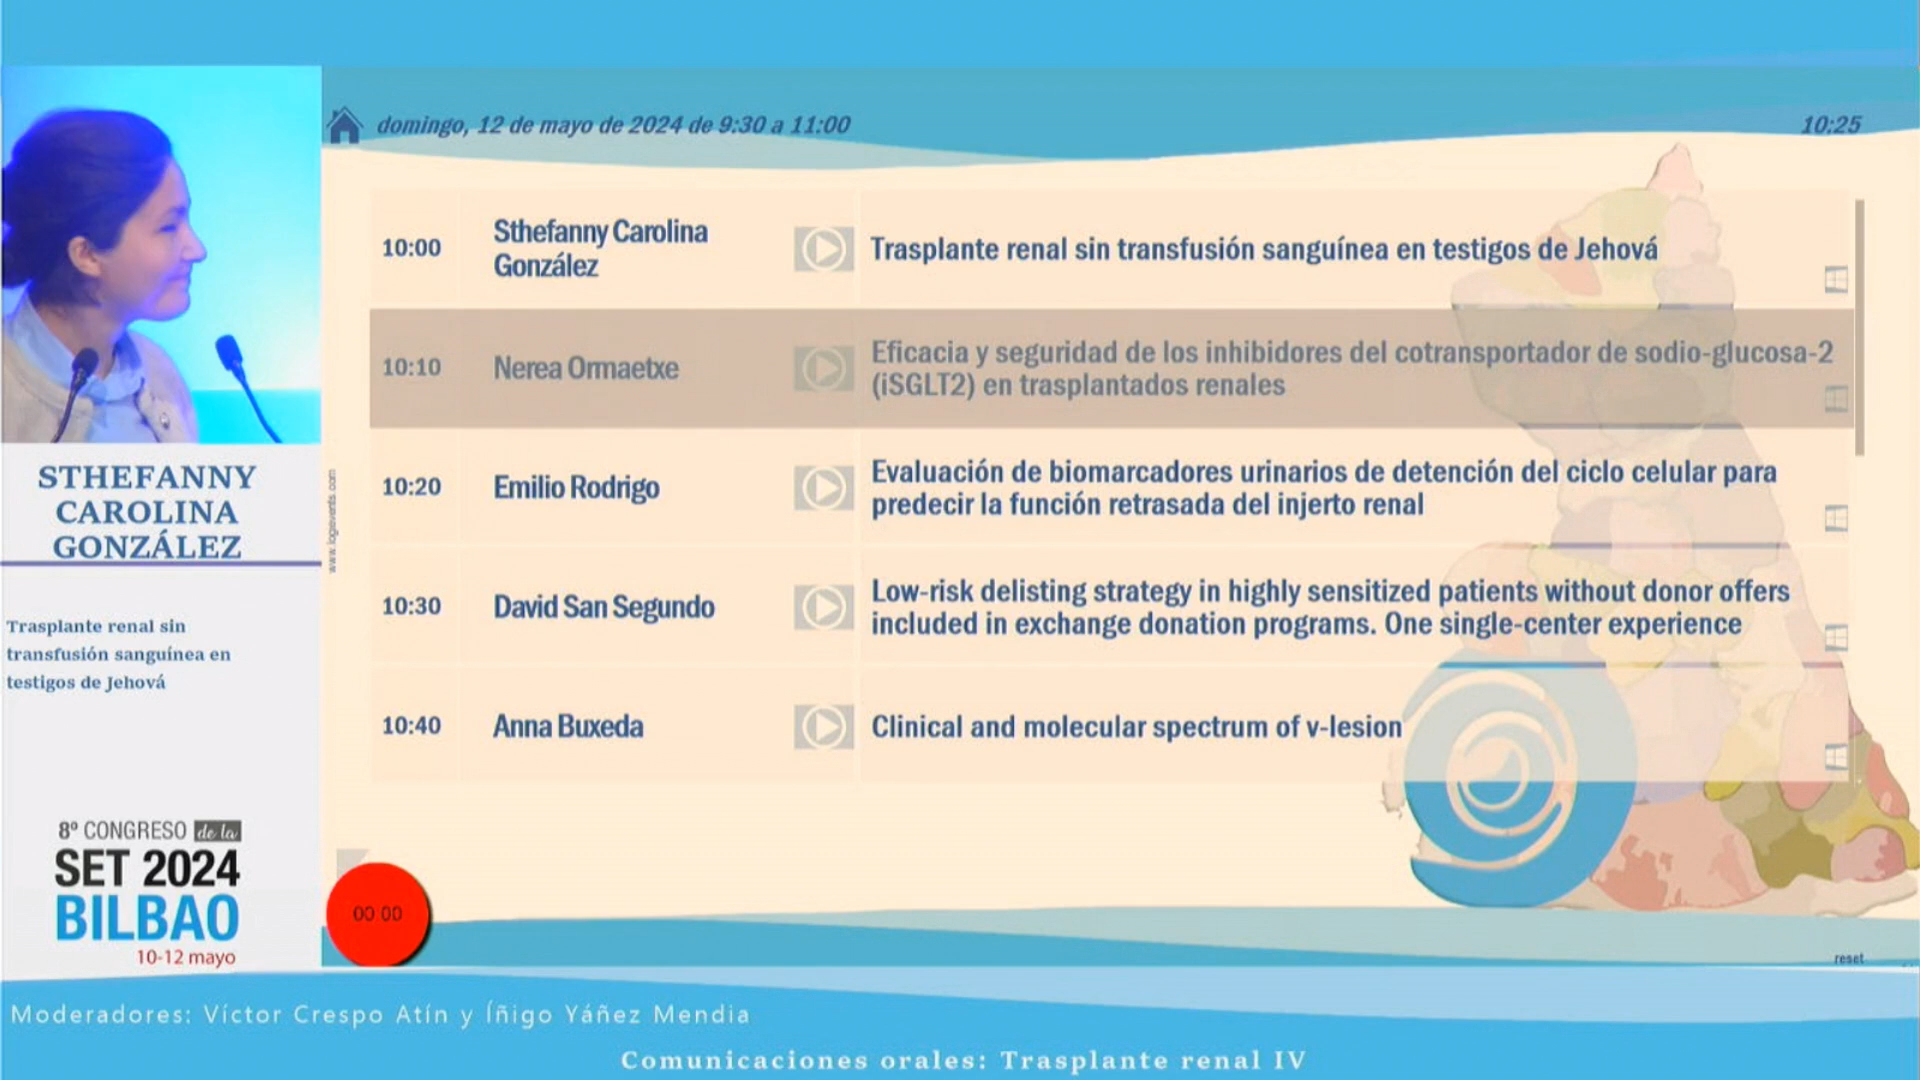 domingo, 12 de mayo de 2024 de 9:30 a 11:00
10:25
10:00
Sthefanny Carolina
González
Trasplante renal sin transfusión sanguínea en testigos de Jehová
10:10
Nerea Ormaetxe
Eficacia y seguridad de los inhibidores del cotransportador de sodio-glucosa-2
(iSGLT2) en trasplantados renales
10:20
Emilio Rodrigo
Evaluación de biomarcadores urinarios de detención del ciclo celular para
predecir la función retrasada del injerto renal
10:30
David San Segundo
Low-risk delisting strategy in highly sensitized patients without donor offers
included in exchange donation programs. One single-center experience
10:40
Anna Buxeda
Clinical and molecular spectrum of v-lesion
www.logievents.com
00 00
reset
STHEFANNY
CAROLINA
GONZÁLEZ
Trasplante renal sin
transfusión sanguínea en
testigos de Jehová
8º CONGRESO de la
SET 2024
BILBAO
10-12 mayo
Moderadores: Víctor Crespo Atín y Íñigo Yáñez Mendia
Comunicaciones orales: Trasplante renal IV